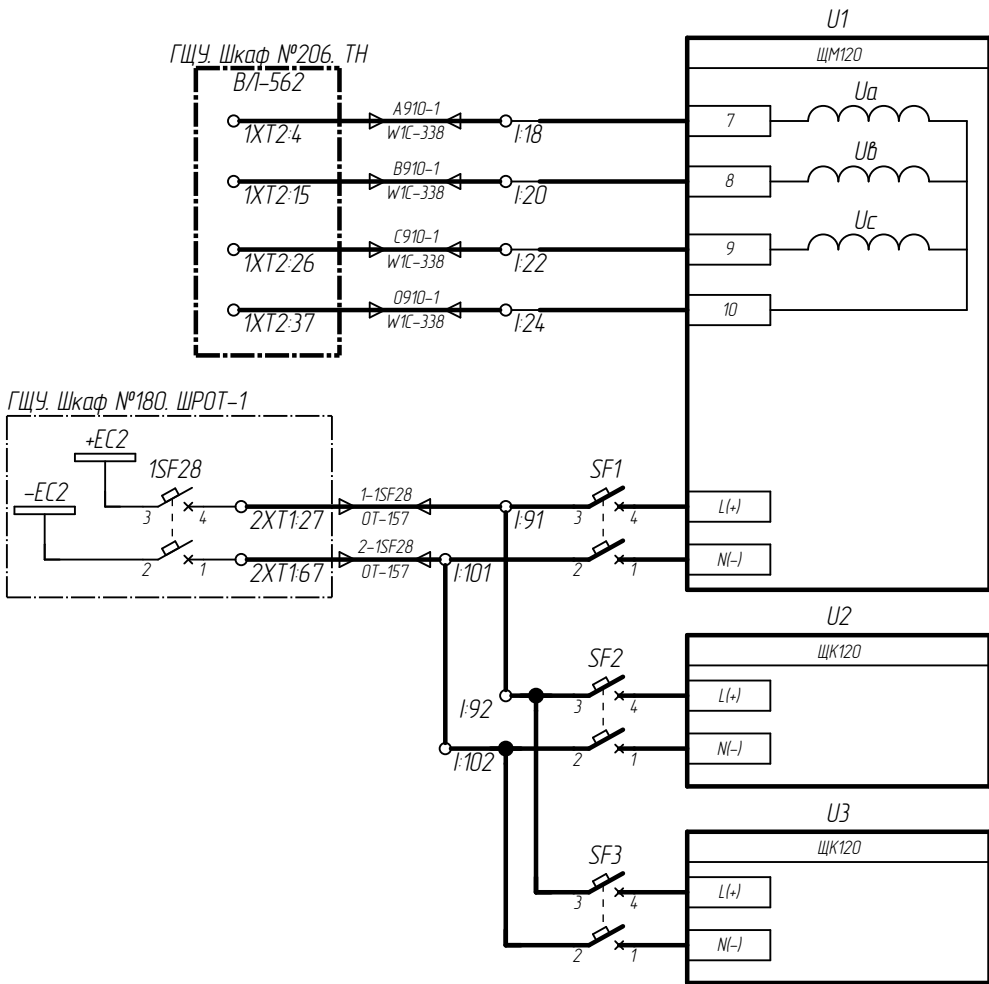 U1
ГЩУ. Шкаф №206. ТН
ЩМ120
ВЛ-562
Uа
1XT2:4
A910-1
W1C-338
I:18
7
Uв
1XT2:15
B910-1
W1C-338
I:20
8
Uс
1XT2:26
C910-1
W1C-338
I:22
9
1XT2:37
0910-1
W1C-338
I:24
10
ГЩУ. Шкаф №180. ШРОТ-1
+EC2
1SF28
SF1
-EC2
3
4
2XT1:27
1-1SF28
ОТ-157
I:91
3
4
L(+)
2
1
2XT1:67
2-1SF28
ОТ-157
I:101
2
1
N(-)
U2
ЩК120
SF2
I:92
3
4
L(+)
I:102
2
1
N(-)
U3
ЩК120
SF3
3
4
L(+)
2
1
N(-)